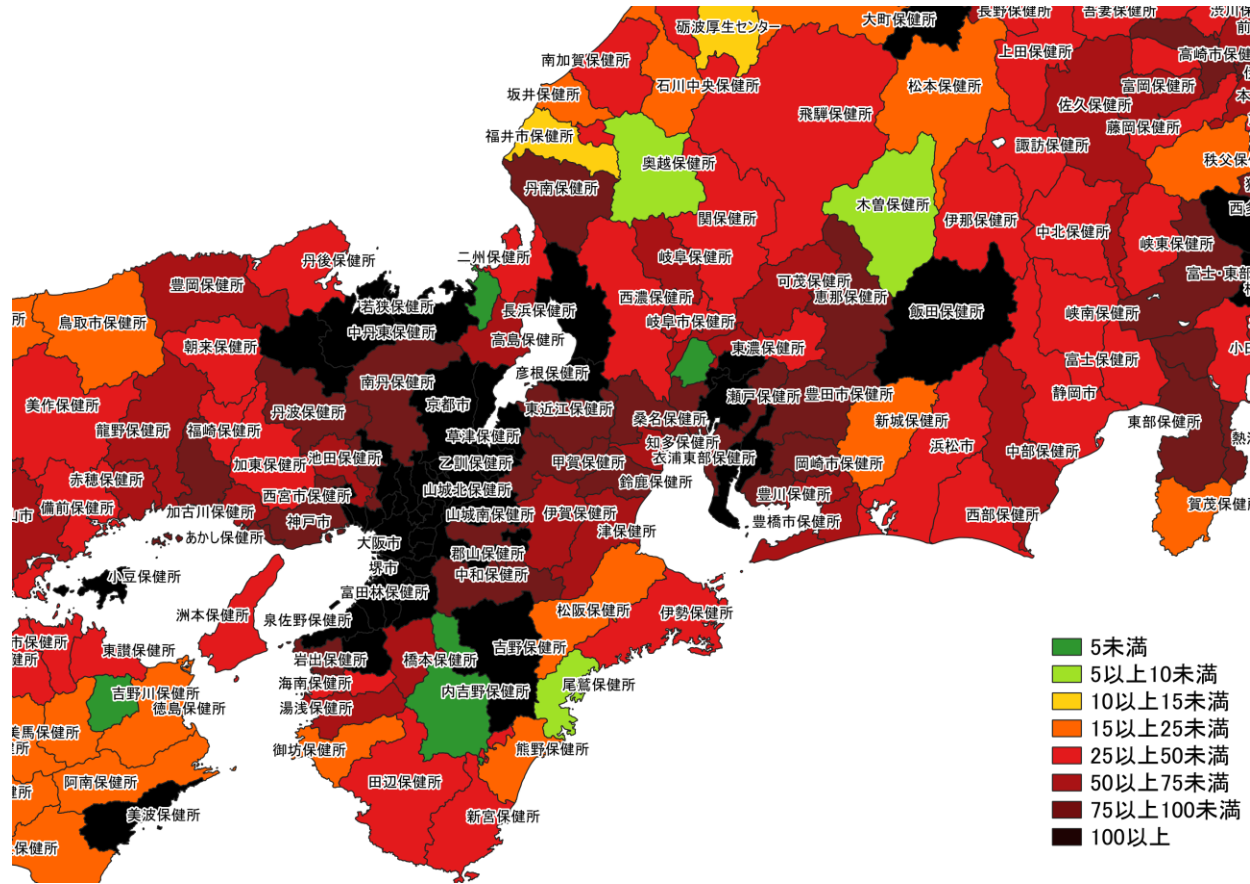 砺波厚生センター
大町保健所
長野保
吾妻保
渋川保
前
南加賀保健所
石川中央保健所
上田保健所
高崎市保健
坂井保健所
松本保健所
富岡保健所
飛騨保健所
佐久保健所
本
福井市保健所
藤岡保健所
奥越保健所
諏訪保健所
秩父保
丹南保健所
木曽保健所
西多
関保健所
伊那保健所
中北保健所
峡東保健所
二州保健所
丹後保健所
岐阜保健所
豊岡保健所
可茂保健所
富士・東部
恵那保健所
若狭保健所
長浜保健所
西濃保健所
飯田保健所
鳥取市保健所
中丹東保健所
岐阜市保健所
峡南保健所
朝来保健所
高島保健所
東濃保健所
小田
富士保健所
彦根保健所
南丹保健所
瀬戸保健所
豊田市保健所
静岡市
美作保健所
京都市
丹波保健所
東近江保健所
桑名保健所
新城保健所
東部保健所
龍野保健所
福崎保健所
草津保健所
知多保健所
浜松市
熱海
池田保健所
乙訓保健所
甲賀保健所
衣浦東部保健所
岡崎市保健所
中部保健所
加東保健所
赤穂保健所
鈴鹿保健所
西宮市保健所
山城北保健所
豊川保健所
備前保健所
賀茂保健所
加古川保健所
神戸市
山城南保健所
伊賀保健所
西部保健所
山市
豊橋市保健所
あかし保健所
津保健所
大阪市
郡山保健所
堺市
中和保健所
小豆保健所
富田林保健所
洲本保健所
松阪保健所
伊勢保健所
泉佐野保健所
市保健所
東讃保健所
吉野保健所
健所
岩出保健所
橋本保健所
海南保健所
尾鷲保健所
吉野川保健所
内吉野保健所
徳島保健所
湯浅保健所
美馬保健所
御坊保健所
熊野保健所
阿南保健所
田辺保健所
美波保健所
新宮保健所
保健所
5未満
5以上10未満
10以上15未満
15以上25未満
25以上50未満
50以上75未満
75以上100未満
100以上